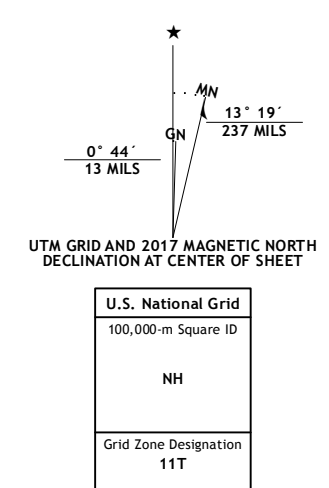 MN
13° 19´
237 MILS
GN
0° 44´
13 MILS
UTM GRID AND 2017 MAGNETIC NORTH
DECLINATION AT CENTER OF SHEET
U.S. National Grid
100,000-m Square ID
NH
Grid Zone Designation
11T